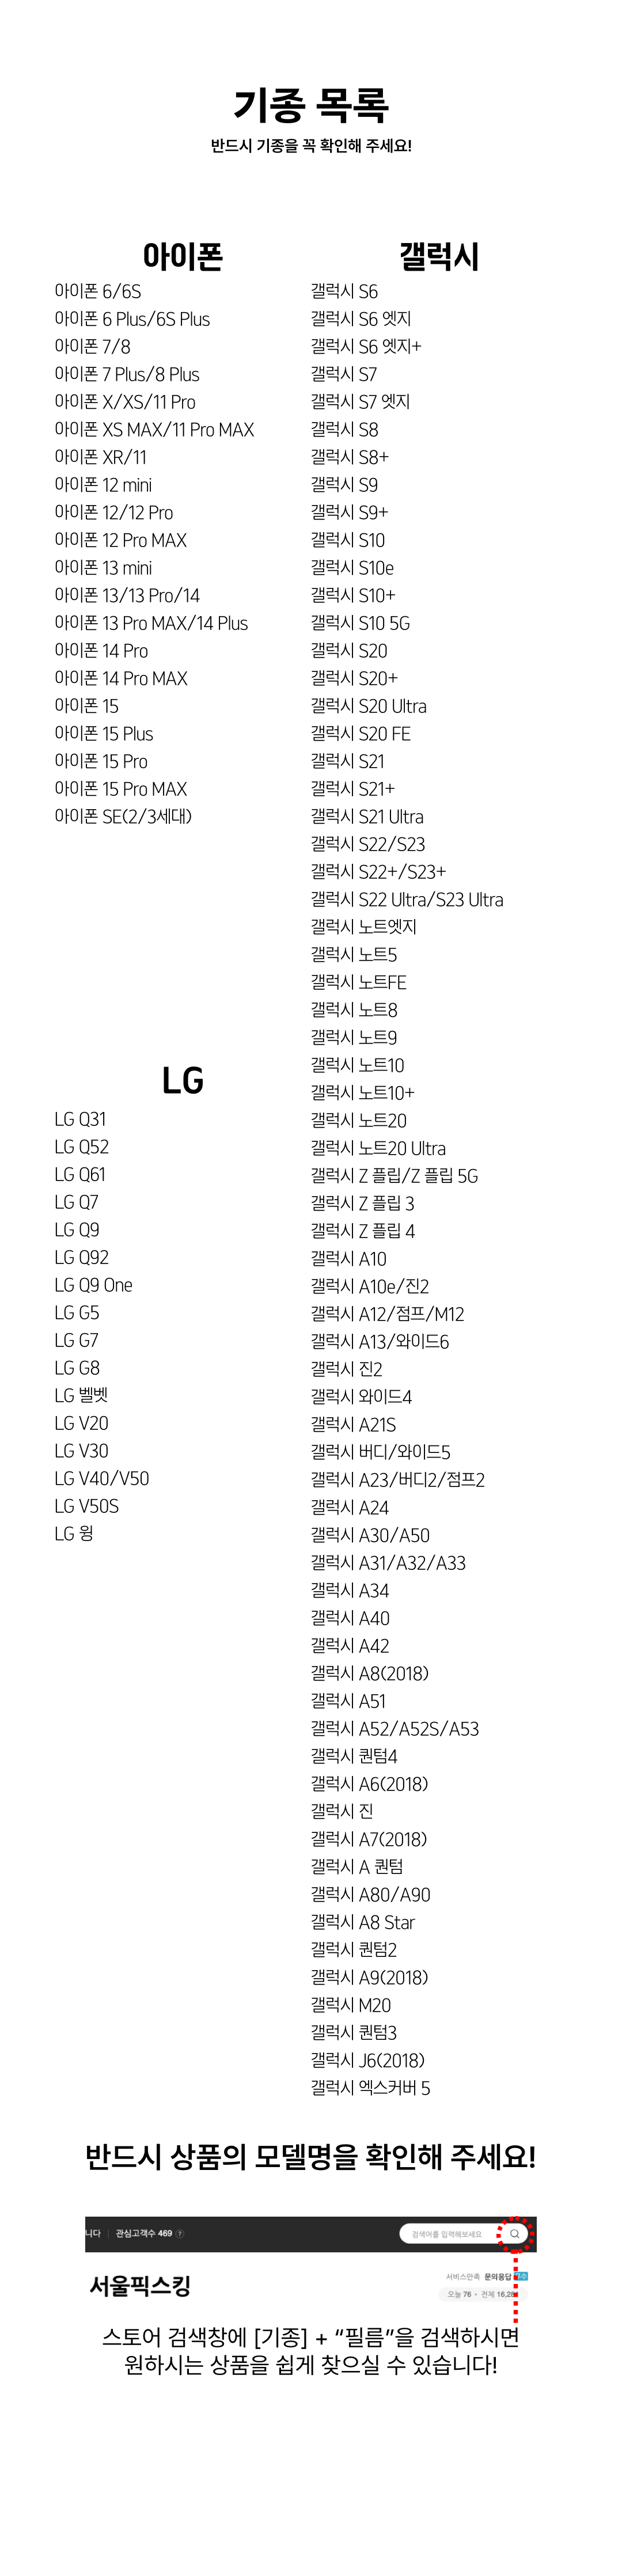 기종 목록
반드시 기종을 꼭 확인해 주세요!
아이폰
아이폰 6/6S
아이폰 6 Plus/6S Plus
아이폰 7/8
아이폰 7 Plus/8 Plus
아이폰 X/XS/11 Pro
아이폰 XS MAX/11 Pro MAX
아이폰 XR/11
아이폰 12 mini
아이폰 12/12 Pro
아이폰 12 Pro MAX
아이폰 13 mini
아이폰 13/13 Pro/14
아이폰 13 Pro MAX/14 Plus
아이폰 14 Pro
아이폰 14 Pro MAX
아이폰 15
아이폰 15 Plus
아이폰 15 Pro
아이폰 15 Pro MAX
아이폰 SE(2/3세대)
LG
LG Q31
LG Q52
LG Q61
LG Q7
LG Q9
LG Q92
LG Q9 One
LG G5
LG G7
LG G8
LG 벨벳
LG V20
LG V30
LG V40/V50
LG V50S
LG 윙
갤럭시
갤럭시 S6
갤럭시 S6 엣지
갤럭시 S6 엣지+
갤럭시 S7
갤럭시 S7 엣지
갤럭시 S8
갤럭시 S8+
갤럭시 S9
갤럭시 S9+
갤럭시 S10
갤럭시 S10e
갤럭시 S10+
갤럭시 S10 5G
갤럭시 S20
갤럭시 S20+
갤럭시 S20 Ultra
갤럭시 S20 FE
갤럭시 S21
갤럭시 S21+
갤럭시 S21 Ultra
갤럭시 S22/S23
갤럭시 S22+/S23+
갤럭시 S22 Ultra/S23 Ultra
갤럭시 노트엣지
갤럭시 노트5
갤럭시 노트FE
갤럭시 노트8
갤럭시 노트9
갤럭시 노트10
갤럭시 노트10+
갤럭시 노트20
갤럭시 노트20 Ultra
갤럭시 Z 플립/Z 플립 5G
갤럭시 Z 플립 3
갤럭시 Z 플립 4
갤럭시 A10
갤럭시 A10e/진2
갤럭시 A12/점프/M12
갤럭시 A13/와이드6
갤럭시 진2
갤럭시 와이드4
갤럭시 A21S
갤럭시 버디/와이드5
갤럭시 A23/버디2/점프2
갤럭시 A24
갤럭시 A30/A50
갤럭시 A31/A32/A33
갤럭시 A34
갤럭시 A40
갤럭시 A42
갤럭시 A8(2018)
갤럭시 A51
갤럭시 A52/A52S/A53
갤럭시 퀀텀4
갤럭시 A6(2018)
갤럭시 진
갤럭시 A7(2018)
갤럭시 A 퀀텀
갤럭시 A80/A90
갤럭시 A8 Star
갤럭시 퀀텀2
갤럭시 A9(2018)
갤럭시 M20
갤럭시 퀀텀3
갤럭시 J6(2018)
갤럭시 엑스커버 5
반드시 상품의 모델명을 확인해 주세요!
니다 | 관심고객수 469 ?
검색어를 입력해보세요
서울픽스킹
서비스만족 문의응답
오늘 76 • 전체
스토어 검색창에 [기종] + “필름”을 검색하시면
원하시는 상품을 쉽게 찾으실 수 있습니다!